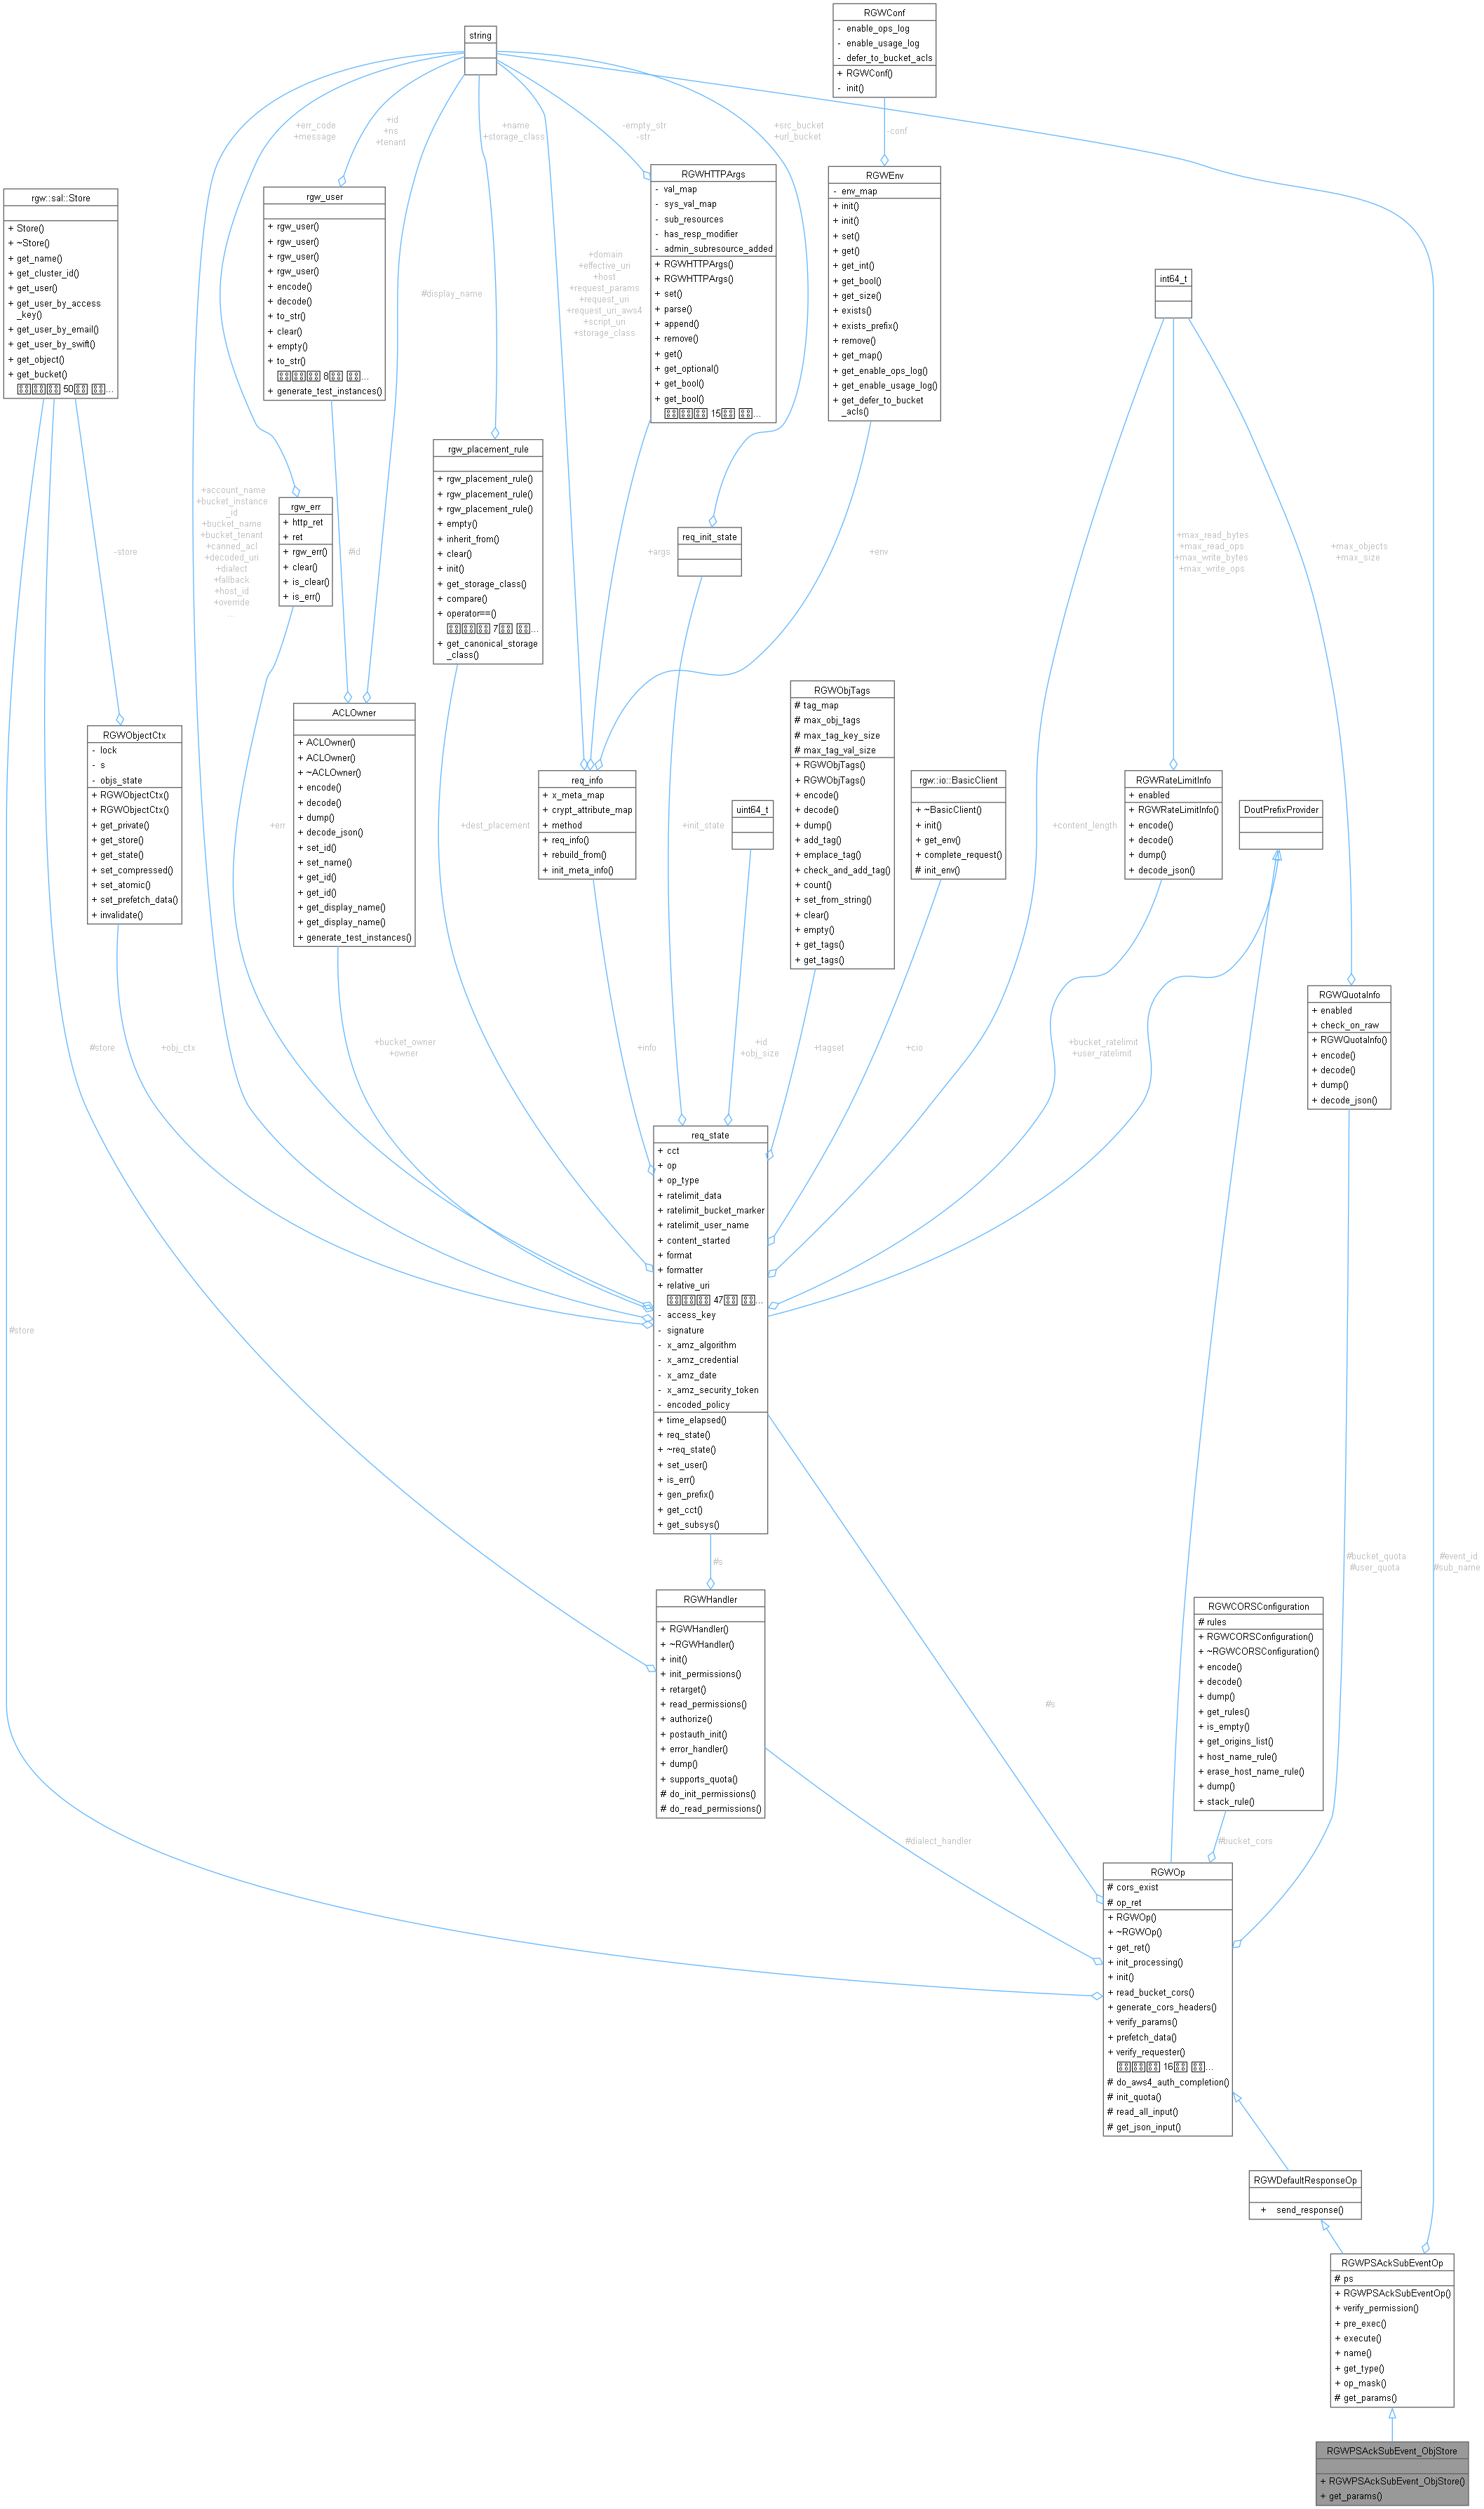 RGWConf
- enable_ops_log
- enable_usage_log
- defer_to_bucket_acls
+ RGWConf()
- init()
string
+err_code
+message
+id
+ns
+tenant
+name
+storage_class
-empty_str
-str
+src_bucket
+url_bucket
-conf
rgw::sal::Store
+ Store()
+ ~Store()
+ get_name()
+ get_cluster_id()
+ get_user()
+ get_user_by_access
_key()
+ get_user_by_email()
+ get_user_by_swift()
+ get_object()
+ get_bucket()
50
...
rgw_user
+ rgw_user()
+ rgw_user()
+ rgw_user()
+ rgw_user()
+ encode()
+ decode()
+ to_str()
+ clear()
+ empty()
+ to_str()
8
...
+ generate_test_instances()
#display_name
+domain
+effective_uri
+host
+request_params
+request_uri
+request_uri_aws4
+script_uri
+storage_class
RGWHTTPArgs
- val_map
- sys_val_map
- sub_resources
- has_resp_modifier
- admin_subresource_added
+ RGWHTTPArgs()
+ RGWHTTPArgs()
+ set()
+ parse()
+ append()
+ remove()
+ get()
+ get_optional()
+ get_bool()
+ get_bool()
15
...
RGWEnv
- env_map
+ init()
+ init()
+ set()
+ get()
+ get_int()
+ get_bool()
+ get_size()
+ exists()
+ exists_prefix()
+ remove()
+ get_map()
+ get_enable_ops_log()
+ get_enable_usage_log()
+ get_defer_to_bucket
_acls()
int64_t
-store
+account_name
+bucket_instance
_id
+bucket_name
+bucket_tenant
+canned_acl
+decoded_uri
+dialect
+fallback
+host_id
+override
...
rgw_err
+ http_ret
+ ret
+ rgw_err()
+ clear()
+ is_clear()
+ is_err()
#id
rgw_placement_rule
+ rgw_placement_rule()
+ rgw_placement_rule()
+ rgw_placement_rule()
+ empty()
+ inherit_from()
+ clear()
+ init()
+ get_storage_class()
+ compare()
+ operator==()
7
...
+ get_canonical_storage
_class()
+args
req_init_state
+env
+max_read_bytes
+max_read_ops
+max_write_bytes
+max_write_ops
+max_objects
+max_size
RGWObjectCtx
- lock
- s
- objs_state
+ RGWObjectCtx()
+ RGWObjectCtx()
+ get_private()
+ get_store()
+ get_state()
+ set_compressed()
+ set_atomic()
+ set_prefetch_data()
+ invalidate()
+err
ACLOwner
+ ACLOwner()
+ ACLOwner()
+ ~ACLOwner()
+ encode()
+ decode()
+ dump()
+ decode_json()
+ set_id()
+ set_name()
+ get_id()
+ get_id()
+ get_display_name()
+ get_display_name()
+ generate_test_instances()
+dest_placement
req_info
+ x_meta_map
+ crypt_attribute_map
+ method
+ req_info()
+ rebuild_from()
+ init_meta_info()
+init_state
uint64_t
RGWObjTags
# tag_map
# max_obj_tags
# max_tag_key_size
# max_tag_val_size
+ RGWObjTags()
+ RGWObjTags()
+ encode()
+ decode()
+ dump()
+ add_tag()
+ emplace_tag()
+ check_and_add_tag()
+ count()
+ set_from_string()
+ clear()
+ empty()
+ get_tags()
+ get_tags()
rgw::io::BasicClient
+ ~BasicClient()
+ init()
+ get_env()
+ complete_request()
# init_env()
+content_length
RGWRateLimitInfo
+ enabled
+ RGWRateLimitInfo()
+ encode()
+ decode()
+ dump()
+ decode_json()
DoutPrefixProvider
RGWQuotaInfo
+ enabled
+ check_on_raw
+ RGWQuotaInfo()
+ encode()
+ decode()
+ dump()
+ decode_json()
#store
+obj_ctx
+bucket_owner
+owner
+info
+id
+obj_size
+tagset
+cio
+bucket_ratelimit
+user_ratelimit
#store
req_state
+ cct
+ op
+ op_type
+ ratelimit_data
+ ratelimit_bucket_marker
+ ratelimit_user_name
+ content_started
+ format
+ formatter
+ relative_uri
47
...
- access_key
- signature
- x_amz_algorithm
- x_amz_credential
- x_amz_date
- x_amz_security_token
- encoded_policy
+ time_elapsed()
+ req_state()
+ ~req_state()
+ set_user()
+ is_err()
+ gen_prefix()
+ get_cct()
+ get_subsys()
#s
#bucket_quota
#user_quota
#event_id
#sub_name
RGWHandler
+ RGWHandler()
+ ~RGWHandler()
+ init()
+ init_permissions()
+ retarget()
+ read_permissions()
+ authorize()
+ postauth_init()
+ error_handler()
+ dump()
+ supports_quota()
# do_init_permissions()
# do_read_permissions()
#s
RGWCORSConfiguration
# rules
+ RGWCORSConfiguration()
+ ~RGWCORSConfiguration()
+ encode()
+ decode()
+ dump()
+ get_rules()
+ is_empty()
+ get_origins_list()
+ host_name_rule()
+ erase_host_name_rule()
+ dump()
+ stack_rule()
#dialect_handler
#bucket_cors
RGWOp
# cors_exist
# op_ret
+ RGWOp()
+ ~RGWOp()
+ get_ret()
+ init_processing()
+ init()
+ read_bucket_cors()
+ generate_cors_headers()
+ verify_params()
+ prefetch_data()
+ verify_requester()
16
...
# do_aws4_auth_completion()
# init_quota()
# read_all_input()
# get_json_input()
RGWDefaultResponseOp
+ send_response()
RGWPSAckSubEventOp
# ps
+ RGWPSAckSubEventOp()
+ verify_permission()
+ pre_exec()
+ execute()
+ name()
+ get_type()
+ op_mask()
# get_params()
RGWPSAckSubEvent_ObjStore
+ RGWPSAckSubEvent_ObjStore()
+ get_params()